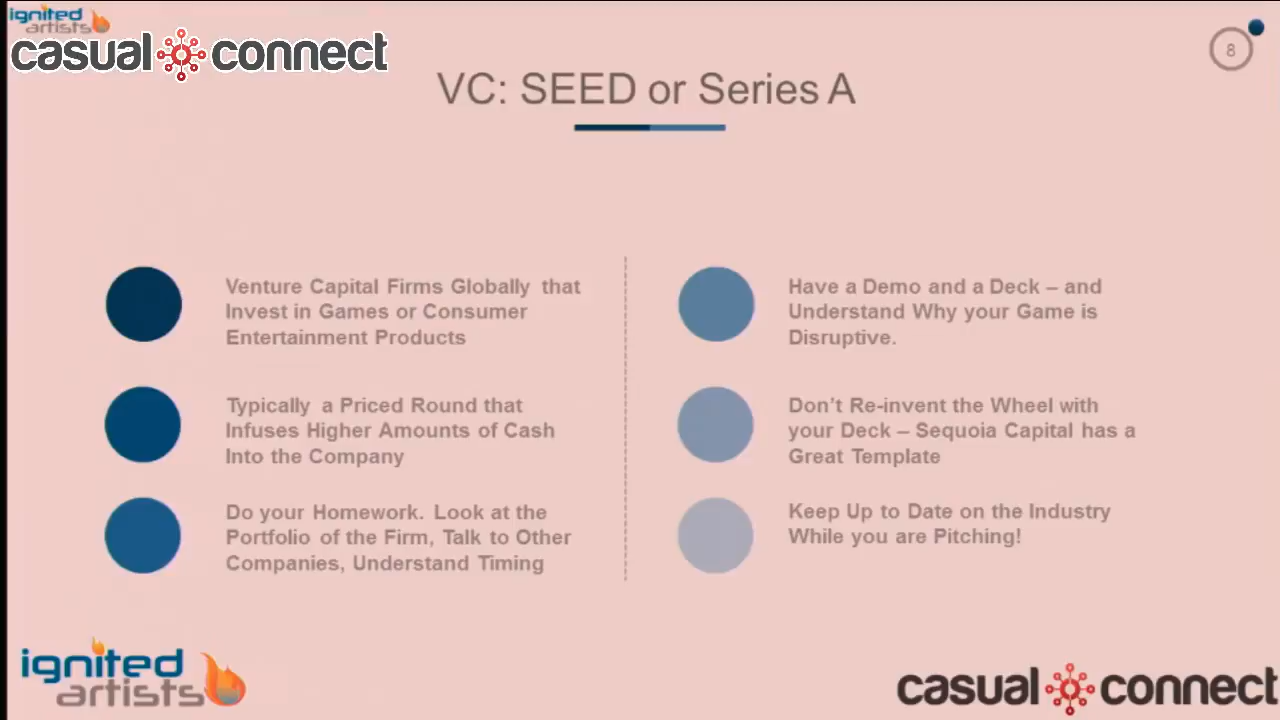 ignited
artists
casual connect
8
VC: SEED or Series A
Venture Capital Firms Globally that
Invest in Games or Consumer
Entertainment Products
Typically a Priced Round that
Infuses Higher Amounts of Cash
Into the Company
Do your Homework. Look at the
Portfolio of the Firm, Talk to Other
Companies, Understand Timing
Have a Demo and a Deck – and
Understand Why your Game is
Disruptive.
Don’t Re-invent the Wheel with
your Deck – Sequoia Capital has a
Great Template
Keep Up to Date on the Industry
While you are Pitching!
ignited
artists
casual connect